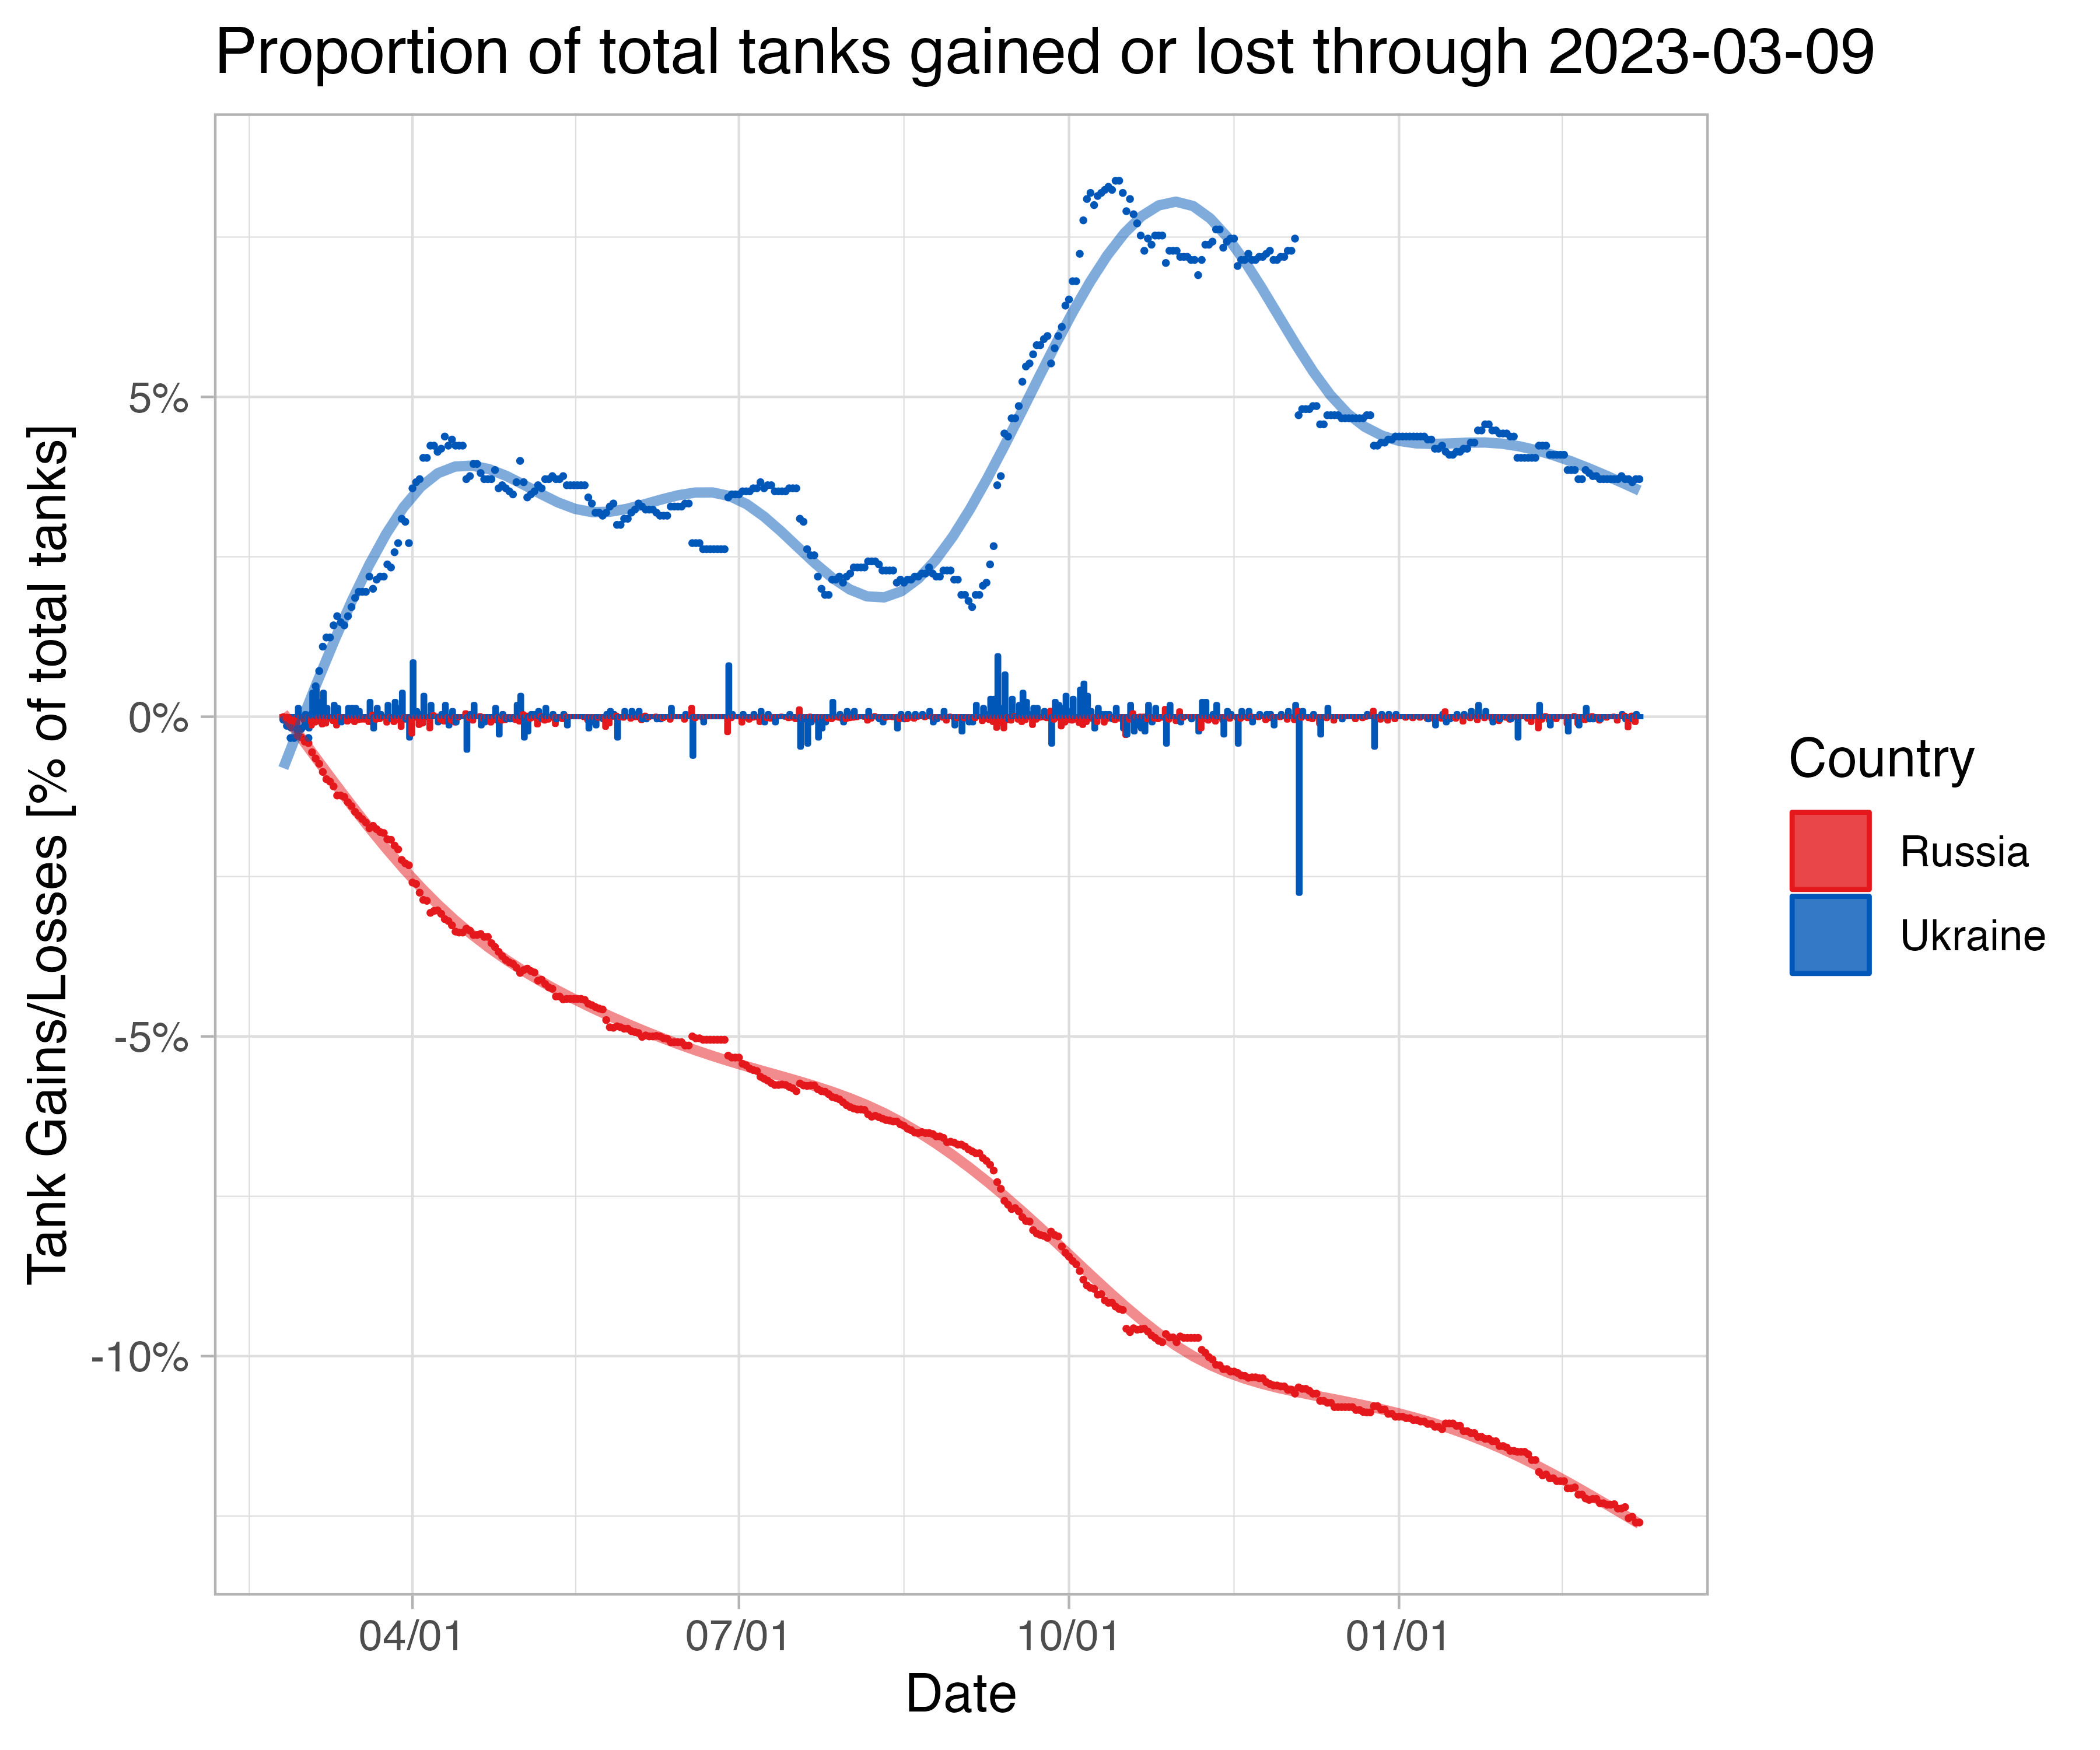 Proportion of total tanks gained or lost through 2023-03-09
Tank Gains/Losses [% of total tanks]
5%
0%
-5%
-10%
04/01
07/01
10/01
01/01
Date
Country
Russia
Ukraine